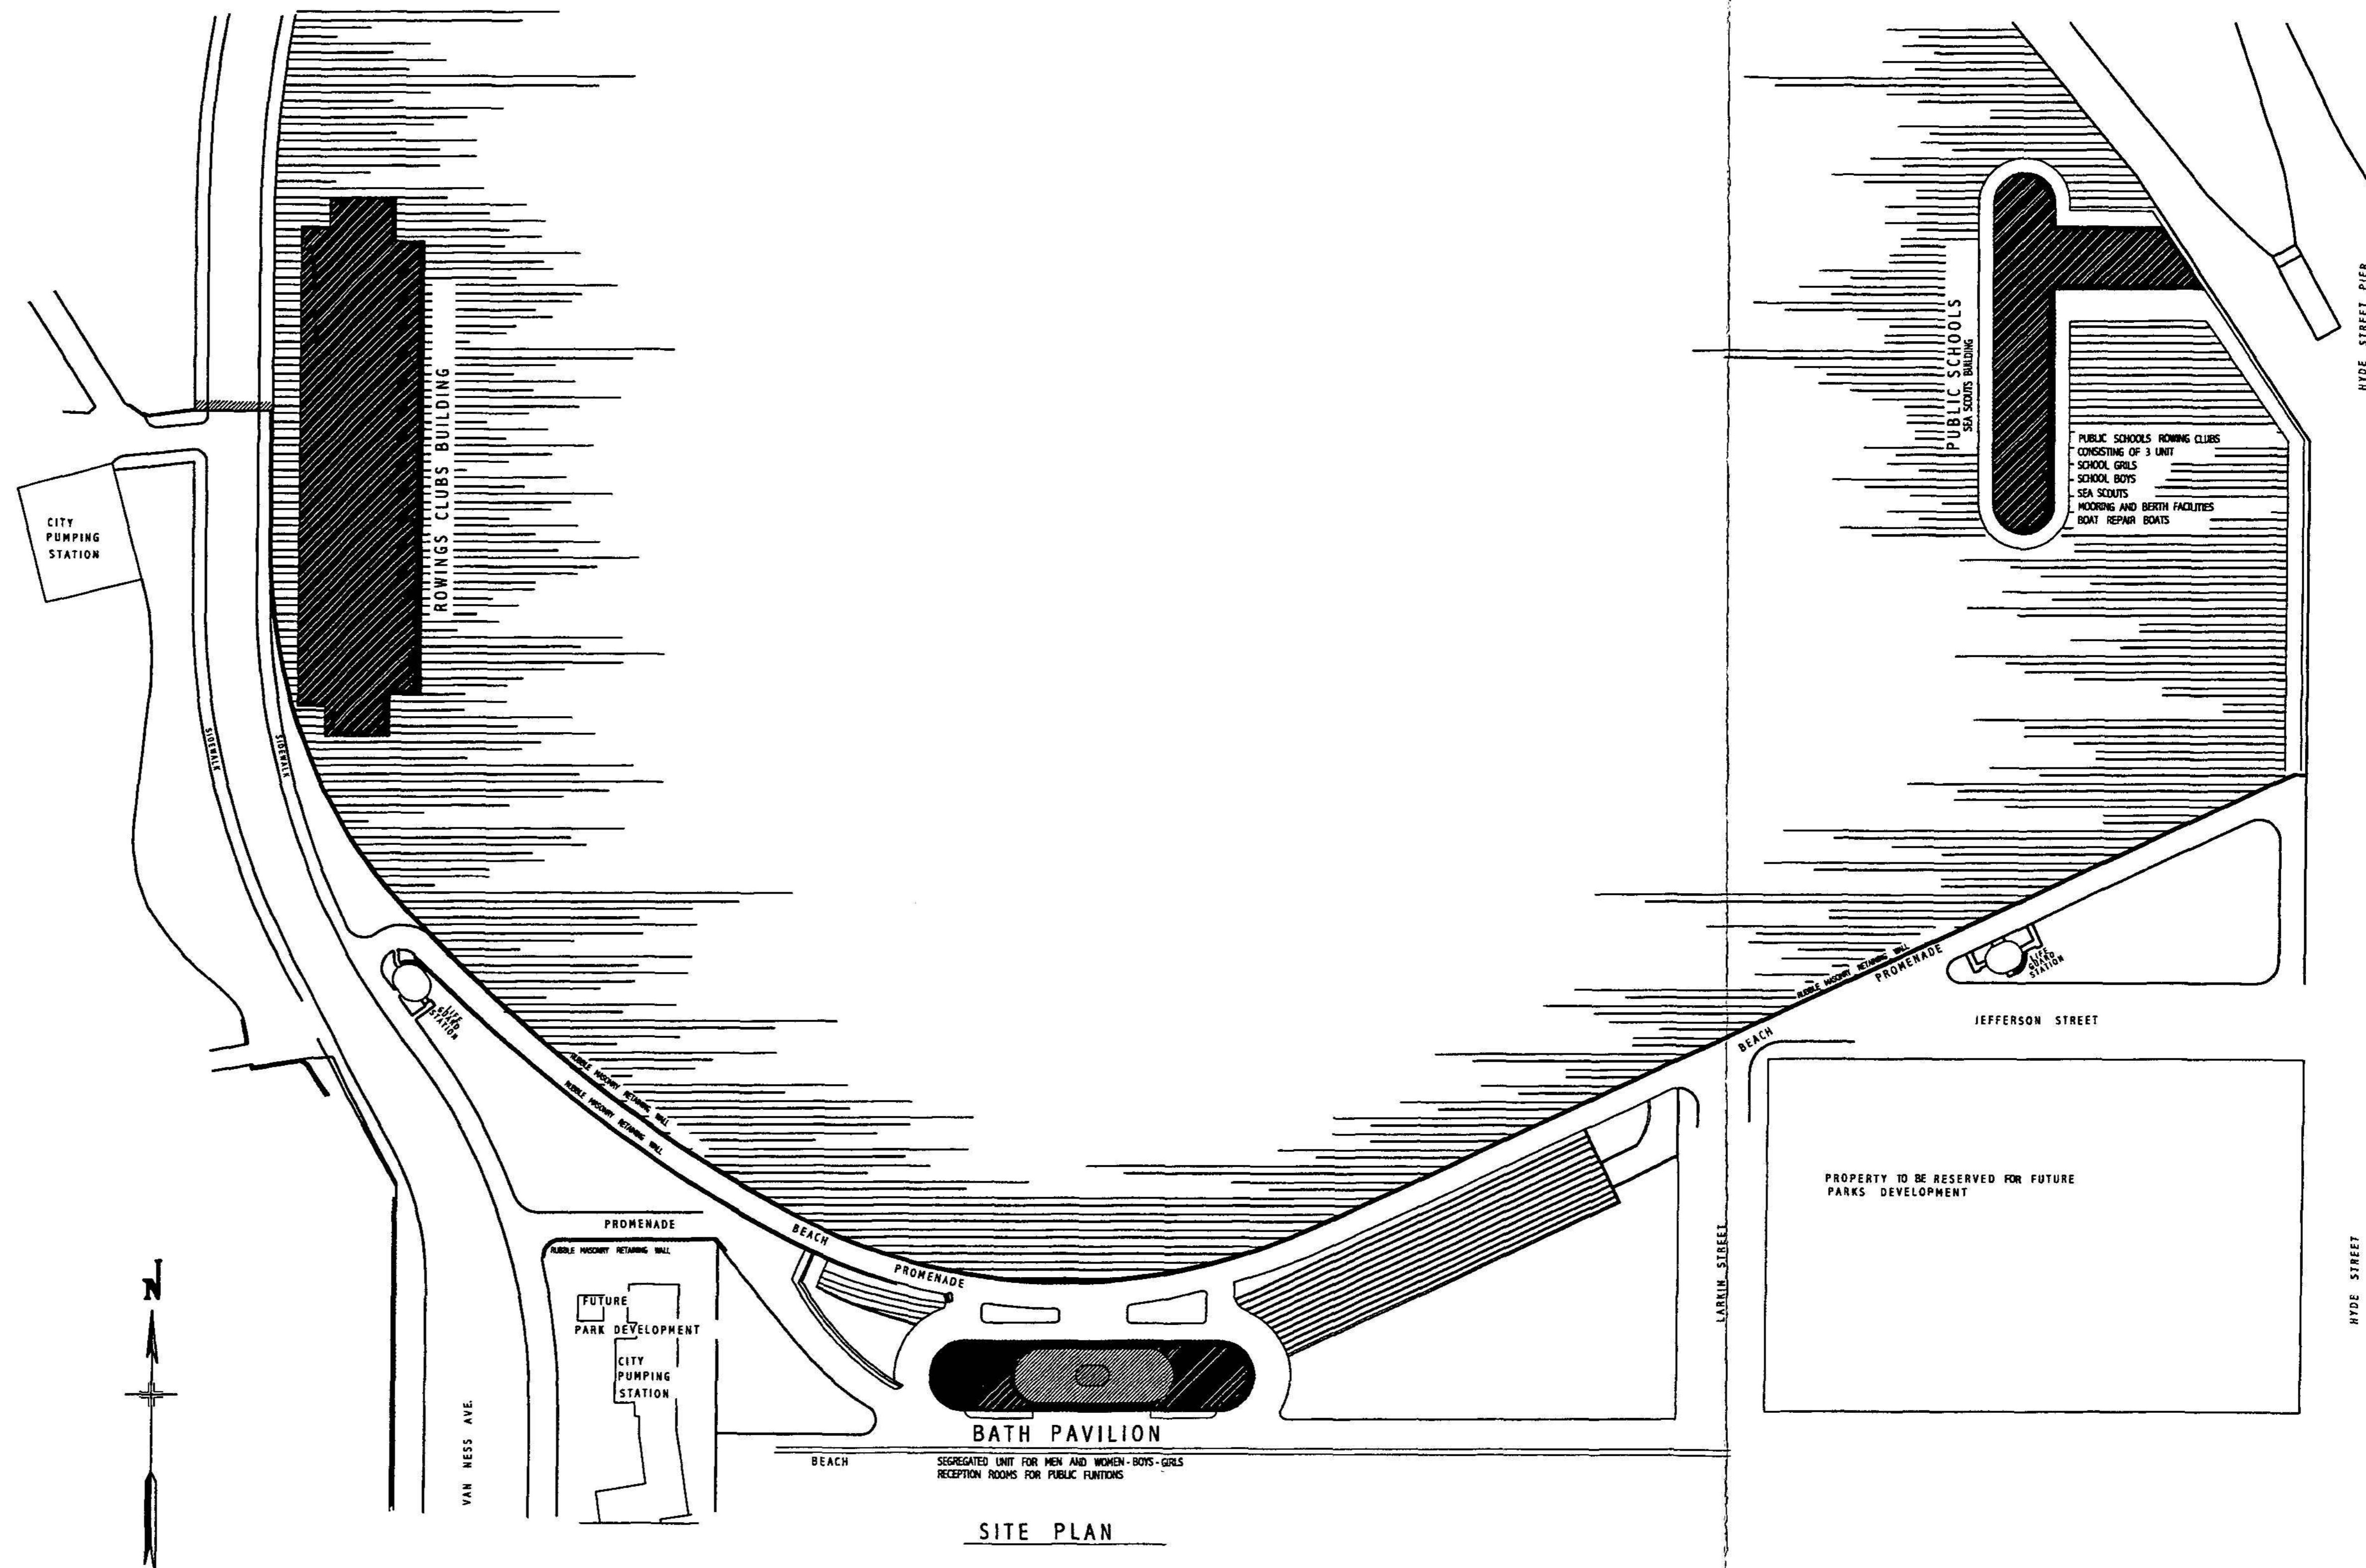 HYDE STREET PIER
ROWINGS CLUBS BUILDING
PUBLIC SCHOOLS
SEA SCOUTS BUILDING
PUBLIC SCHOOLS ROWING CLUBS
CONSISTING OF 3 UNIT
SCHOOL GRILS
SCHOOL BOYS
SEA SCOUTS
MOORING AND BERTH FACILITIES
BOAT REPAIR BOATS
CITY
PUMPING
STATION
SIDEWALK
SIDEWALK
LIFE
GUARD
STATION
RUBBLE MASONRY RETAINING WALL
PROMENADE
LIFE
GUARD
STATION
JEFFERSON STREET
BEACH
RUBBLE MASONRY RETAINING WALL
RUBBLE MASONRY RETAINING WALL
PROPERTY TO BE RESERVED FOR FUTURE
PARKS DEVELOPMENT
PROMENADE
BEACH
RUBBLE MASONRY RETAINING WALL
PROMENADE
LARKIN STREET
HYDE STREET
N
FUTURE
PARK DEVELOPMENT
CITY
PUMPING
STATION
VAN NESS AVE.
BATH PAVILION
BEACH
SEGREGATED UNIT FOR MEN AND WOMEN - BOYS - GIRLS
RECEPTION ROOMS FOR PUBLIC FUNTIONS
SITE PLAN